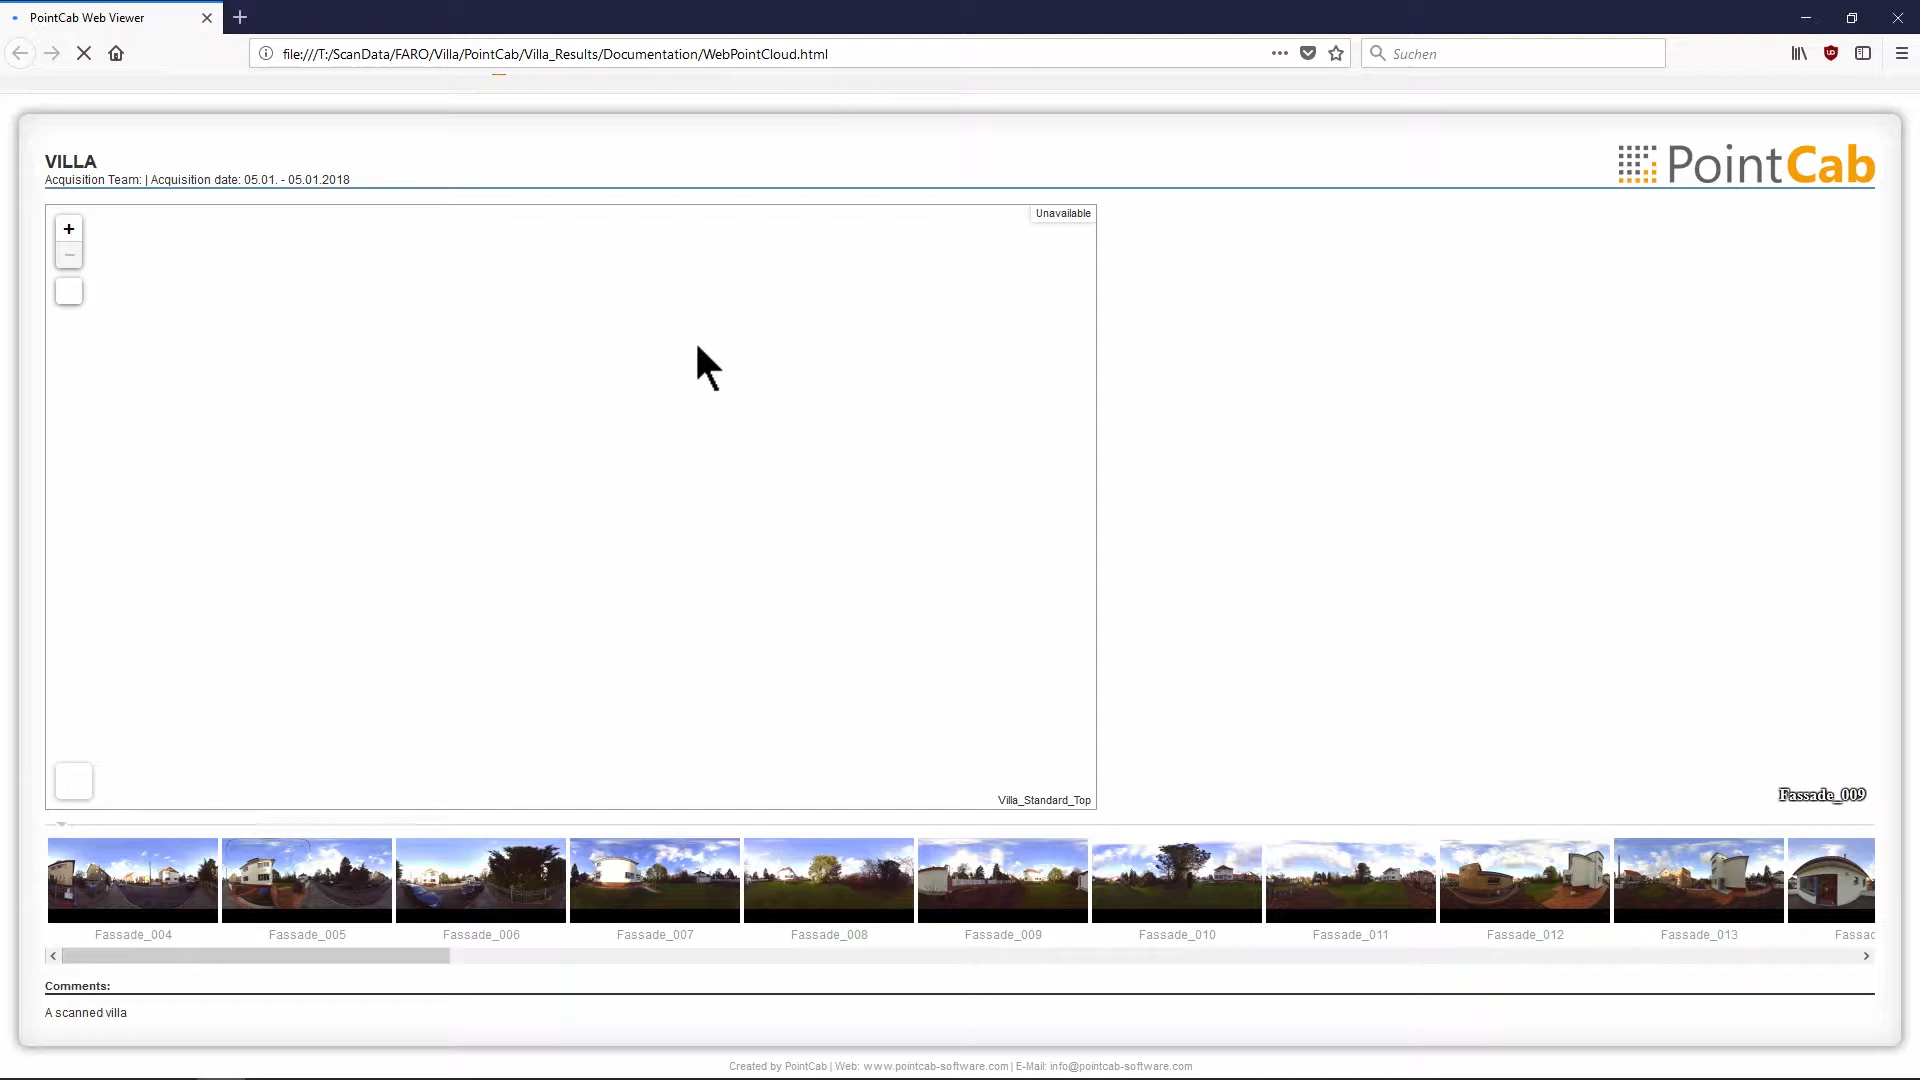 PointCab Web Viewer
file:///T:/ScanData/FARO/Villa/PointCab/Villa_Results/Documentation/WebPointCloud.html
Suchen
VILLA
Acquisition Team: | Acquisition date: 05.01. - 05.01.2018
PointCab
+
−
Unavailable
Villa_Standard_Top
Fassade_009
Fassade_004 Fassade_005 Fassade_006 Fassade_007 Fassade_008 Fassade_009 Fassade_010 Fassade_011 Fassade_012 Fassade_013 Fassac
Comments:
A scanned villa
Created by PointCab | Web: www.pointcab-software.com | E-Mail: info@pointcab-software.com